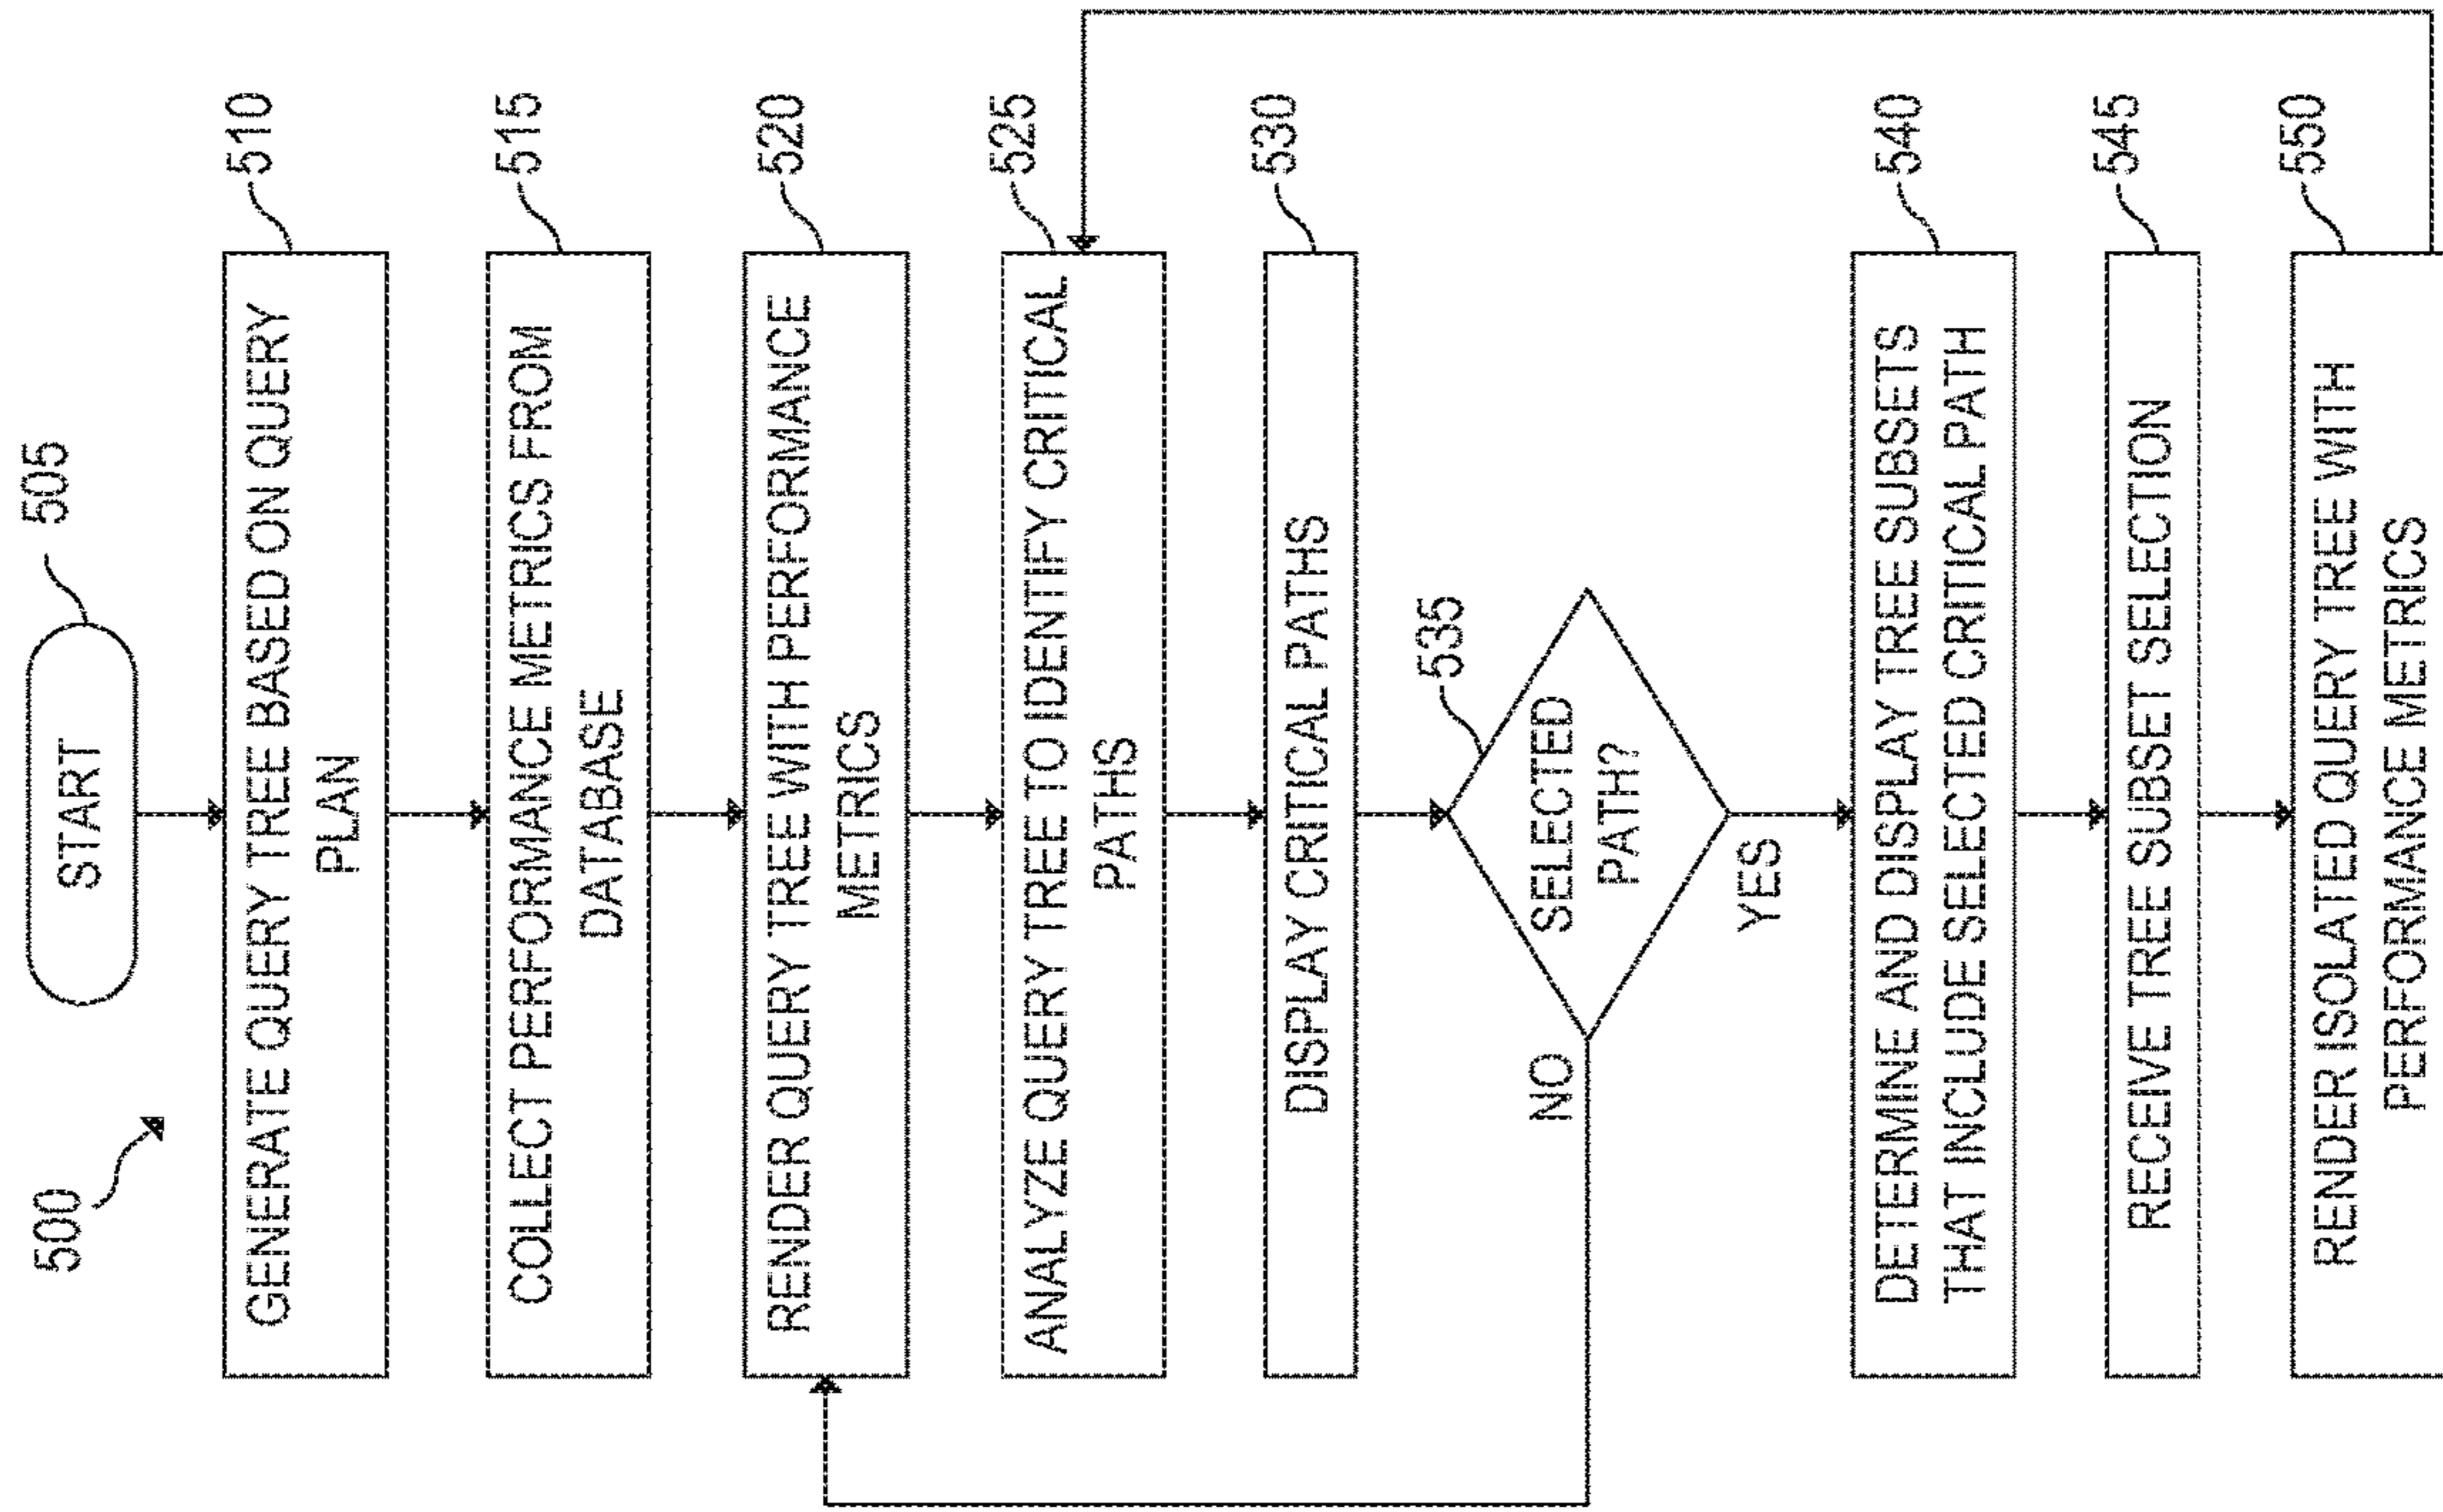 500
START
505
GENERATE QUERY TREE BASED ON QUERY
PLAN
510
COLLECT PERFORMANCE METRICS FROM
DATABASE
515
RENDER QUERY TREE WITH PERFORMANCE
METRICS
520
ANALYZE QUERY TREE TO IDENTIFY CRITICAL
PATHS
525
DISPLAY CRITICAL PATHS
530
SELECTED
PATH?
535
NO
YES
DETERMINE AND DISPLAY TREE SUBSETS
THAT INCLUDE SELECTED CRITICAL PATH
540
RECEIVE TREE SUBSET SELECTION
545
RENDER ISOLATED QUERY TREE WITH
PERFORMANCE METRICS
550